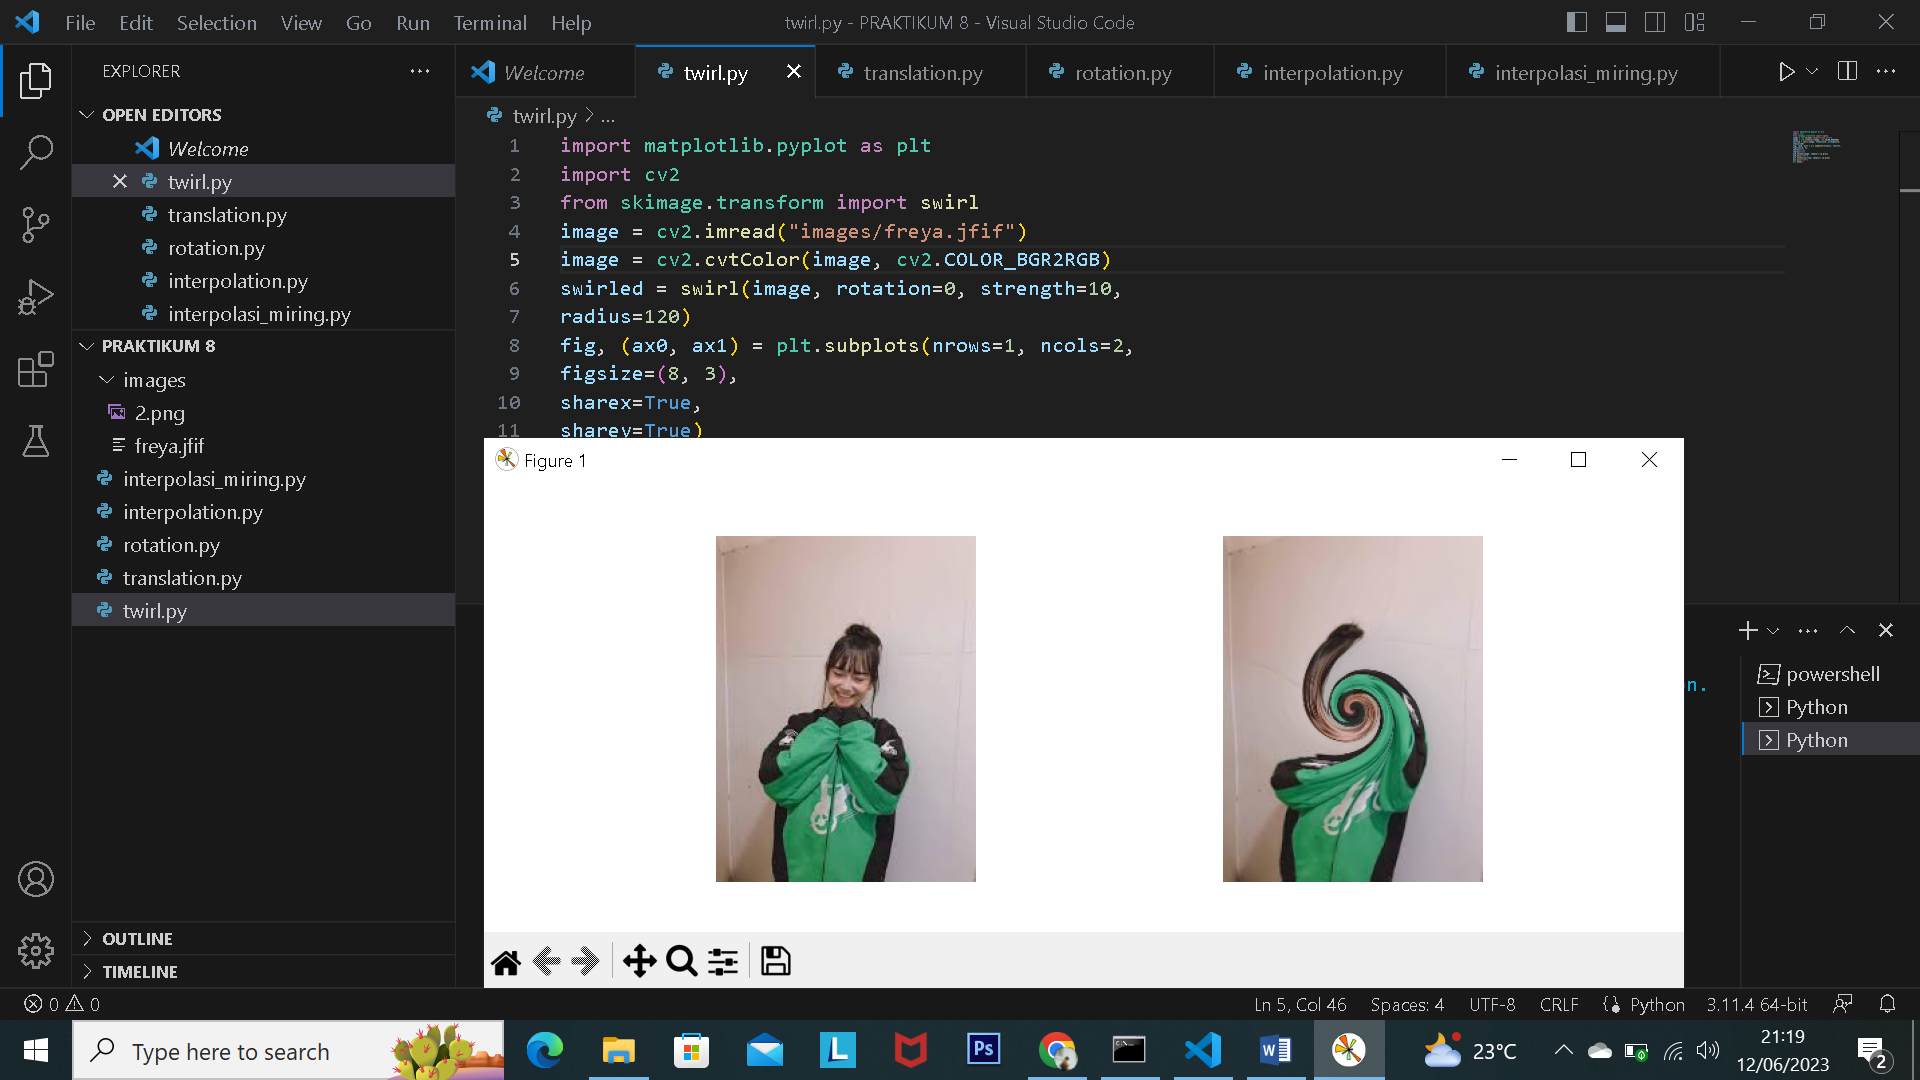 File Edit Selection View Go Run Terminal Help
twirl.py - PRAKTIKUM 8 - Visual Studio Code
EXPLORER
OPEN EDITORS
Welcome
twirl.py
translation.py
rotation.py
interpolation.py
interpolasi_miring.py
PRAKTIKUM 8
images
2.png
freya.jfif
interpolasi_miring.py
interpolation.py
rotation.py
translation.py
twirl.py
OUTLINE
TIMELINE
Welcome twirl.py translation.py rotation.py interpolation.py interpolasi_miring.py
twirl.py > ...
1 import matplotlib.pyplot as plt
2 import cv2
3 from skimage.transform import swirl
4 image = cv2.imread("images/freya.jfif")
5 image = cv2.cvtColor(image, cv2.COLOR_BGR2RGB)
6 swirled = swirl(image, rotation=0, strength=10,
7 radius=120)
8 fig, (ax0, ax1) = plt.subplots(nrows=1, ncols=2,
9 figsize=(8, 3),
10 sharex=True,
11 sharey=True)
Figure 1
n.
powershell
Python
Python
0 0
Ln 5, Col 46 Spaces: 4 UTF-8 CRLF Python 3.11.4 64-bit
Type here to search
L
Ps
W
23°C
21:19
12/06/2023
2